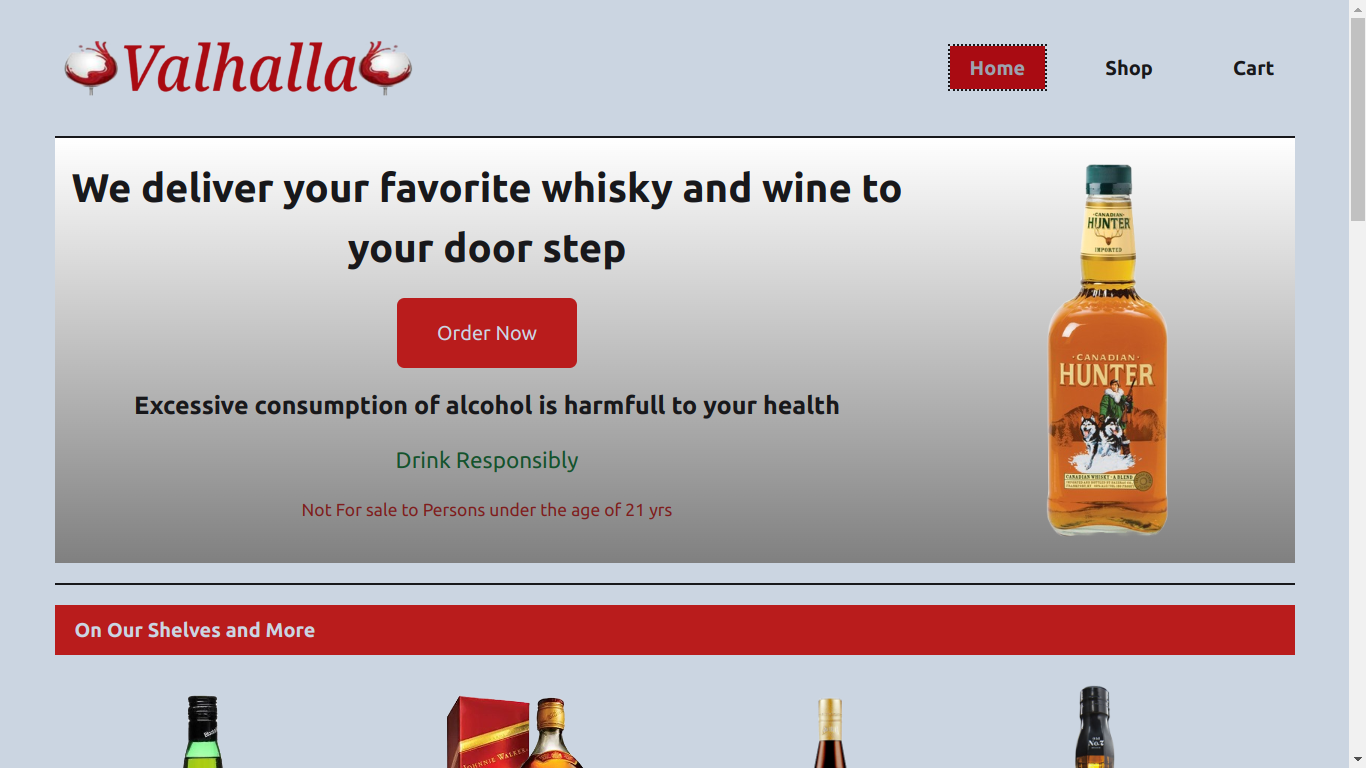 Valhalla
Home
Shop
Cart
We deliver your favorite whisky and wine to
your door step
Order Now
Excessive consumption of alcohol is harmfull to your health
Drink Responsibly
Not For sale to Persons under the age of 21 yrs
CANADIAN
HUNTER
IMPORTED
CANADIAN
HUNTER
CANADIAN WHISKY • A BLEND
On Our Shelves and More
JOHNNIE WALKER
No.7